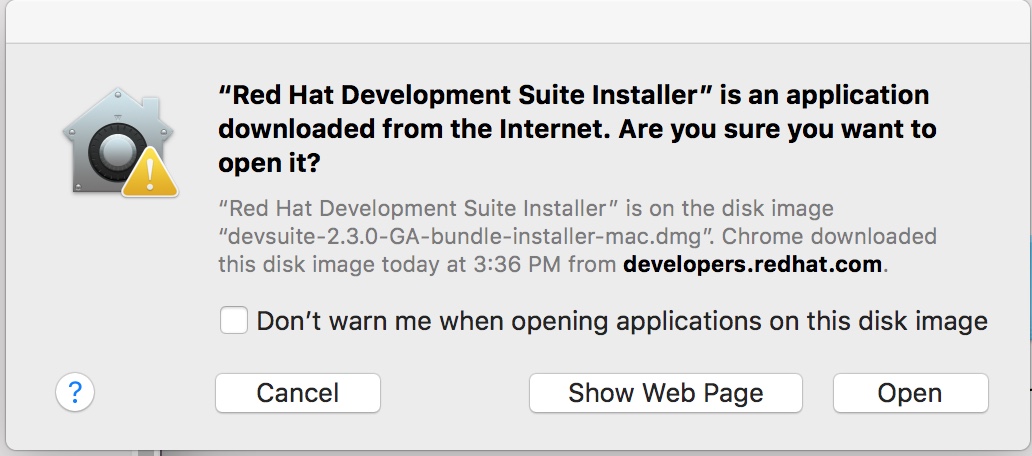 “Red Hat Development Suite Installer” is an application
downloaded from the Internet. Are you sure you want to
open it?
“Red Hat Development Suite Installer” is on the disk image
“devsuite-2.3.0-GA-bundle-installer-mac.dmg”. Chrome downloaded
this disk image today at 3:36 PM from developers.redhat.com.
Don’t warn me when opening applications on this disk image
? Cancel Show Web Page Open